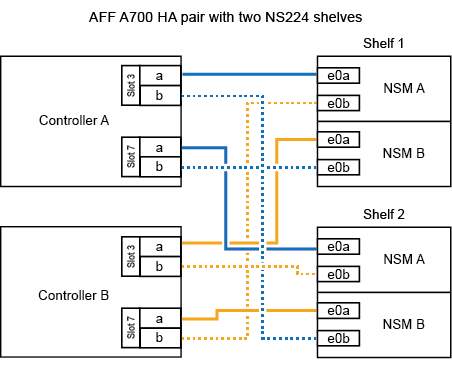 AFF A700 HA pair with two NS224 shelves
Shelf 1
Controller A
Slot 3
a
b
Slot 7
a
b
e0a
e0b
NSM A
e0a
e0b
NSM B
Shelf 2
Controller B
Slot 3
a
b
Slot 7
a
b
e0a
e0b
NSM A
e0a
e0b
NSM B